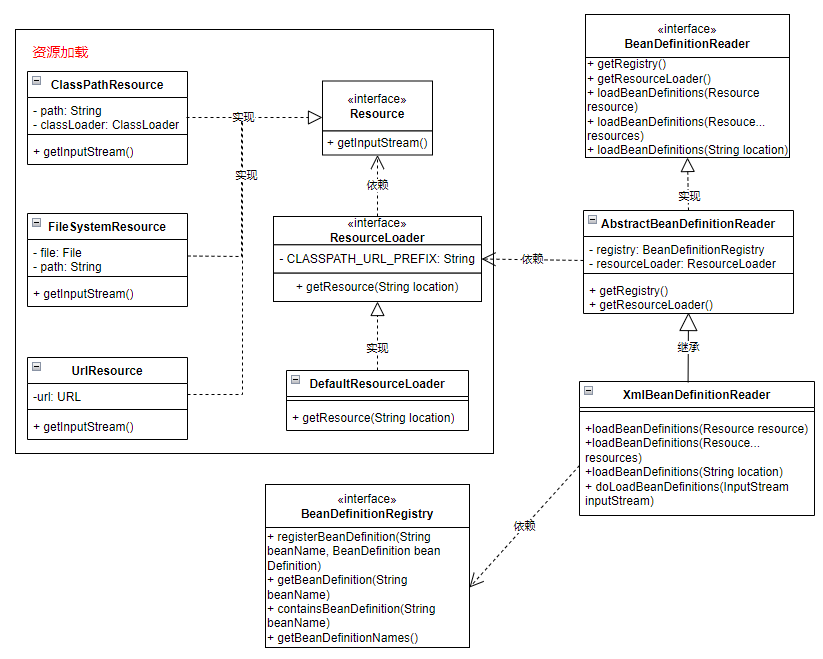 资源加载
ClassPathResource
- path: String
- classLoader: ClassLoader
+ getInputStream()
实现
实现
«interface»
Resource
+ getInputStream()
依赖
FileSystemResource
- file: File
- path: String
+ getInputStream()
«interface»
ResourceLoader
- CLASSPATH_URL_PREFIX: String
+ getResource(String location)
实现
UrlResource
-url: URL
+ getInputStream()
DefaultResourceLoader
+ getResource(String location)
«interface»
BeanDefinitionReader
+ getRegistry()
+ getResourceLoader()
+ loadBeanDefinitions(Resource
resource)
+ loadBeanDefinitions(Resouce...
resources)
+ loadBeanDefinitions(String location)
实现
AbstractBeanDefinitionReader
- registry: BeanDefinitionRegistry
- resourceLoader: ResourceLoader
+ getRegistry()
+ getResourceLoader()
依赖
继承
XmlBeanDefinitionReader
+loadBeanDefinitions(Resource resource)
+loadBeanDefinitions(Resouce...
resources)
+loadBeanDefinitions(String location)
+ doLoadBeanDefinitions(InputStream
inputStream)
依赖
«interface»
BeanDefinitionRegistry
+ registerBeanDefinition(String
beanName, BeanDefinition bean
Definition)
+ getBeanDefinition(String
beanName)
+ containsBeanDefinition(String
beanName)
+ getBeanDefinitionNames()